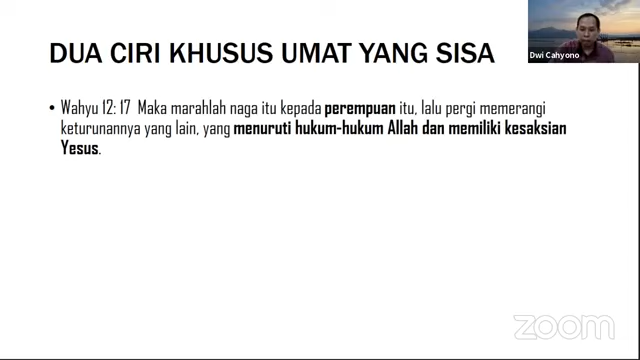 DUA CIRI KHUSUS UMAT YANG SISA
• Wahyu 12: 17 Maka marahlah naga itu kepada perempuan itu, lalu pergi memerangi
keturunannya yang lain, yang menuruti hukum-hukum Allah dan memiliki kesaksian
Yesus.
Dwi Cahyono
zoom